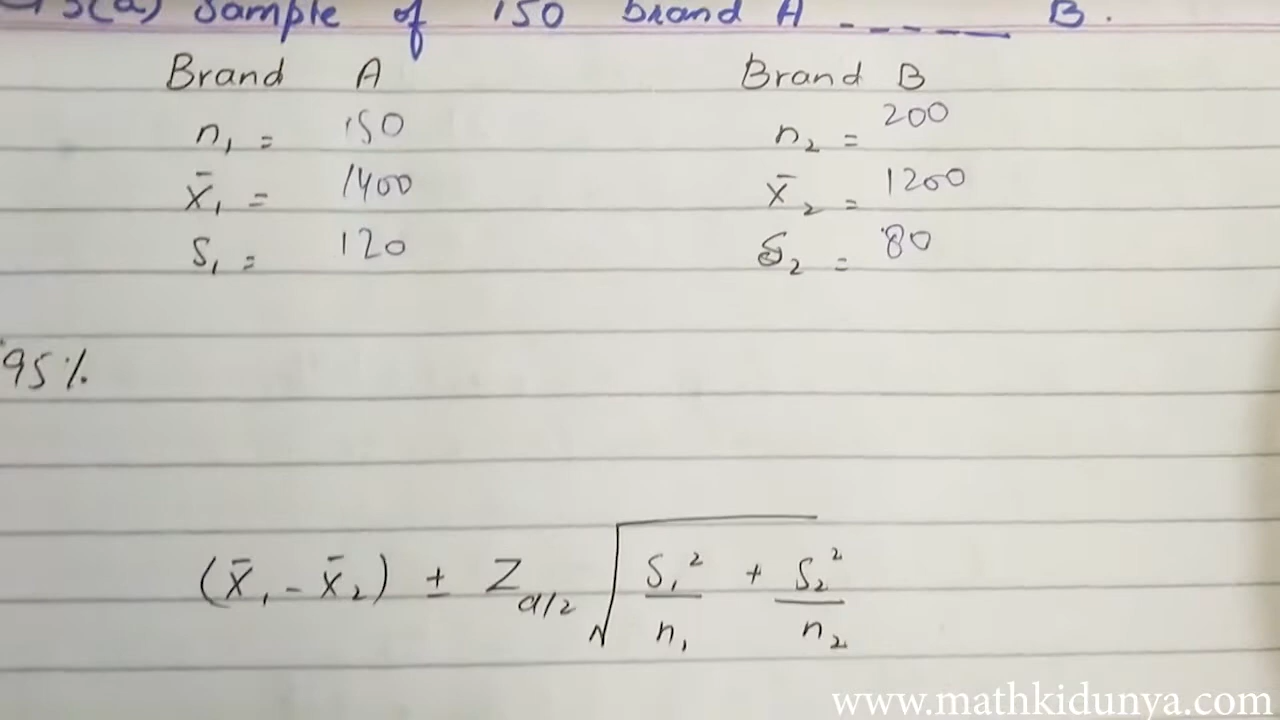 3(a) Sample of 150 brand A - - - - - B.
Brand A Brand B
n₁ = 150 n₂ = 200
x̄₁ = 1400 x̄₂ = 1200
S₁ = 120 S₂ = 80
95%
(x̄₁ - x̄₂) ± Z α/2 √ S₁²/n₁ + S₂²/n₂
www.mathkidunya.com